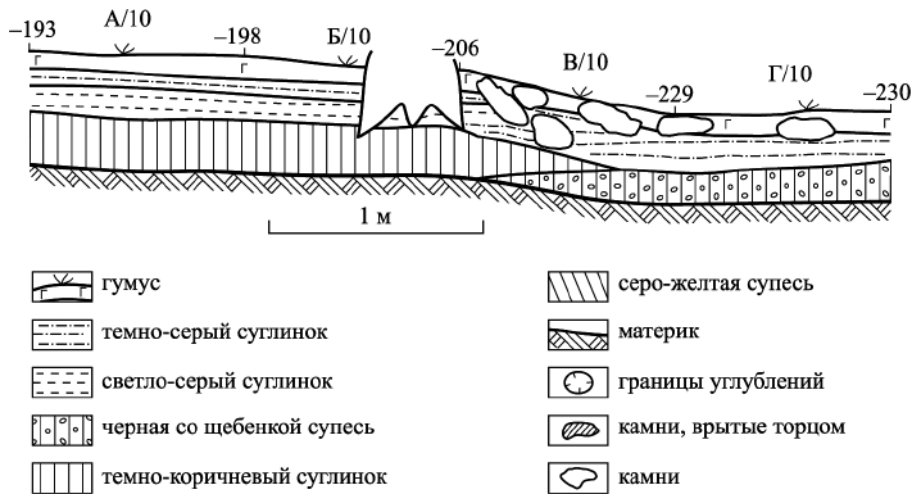 –193
А/10
–198
Б/10
–206
В/10
–229
Г/10
–230
1 м
гумус
темно-серый суглинок
светло-серый суглинок
черная со щебенкой супесь
темно-коричневый суглинок
серо-желтая супесь
материк
границы углублений
камни, врытые торцом
камни